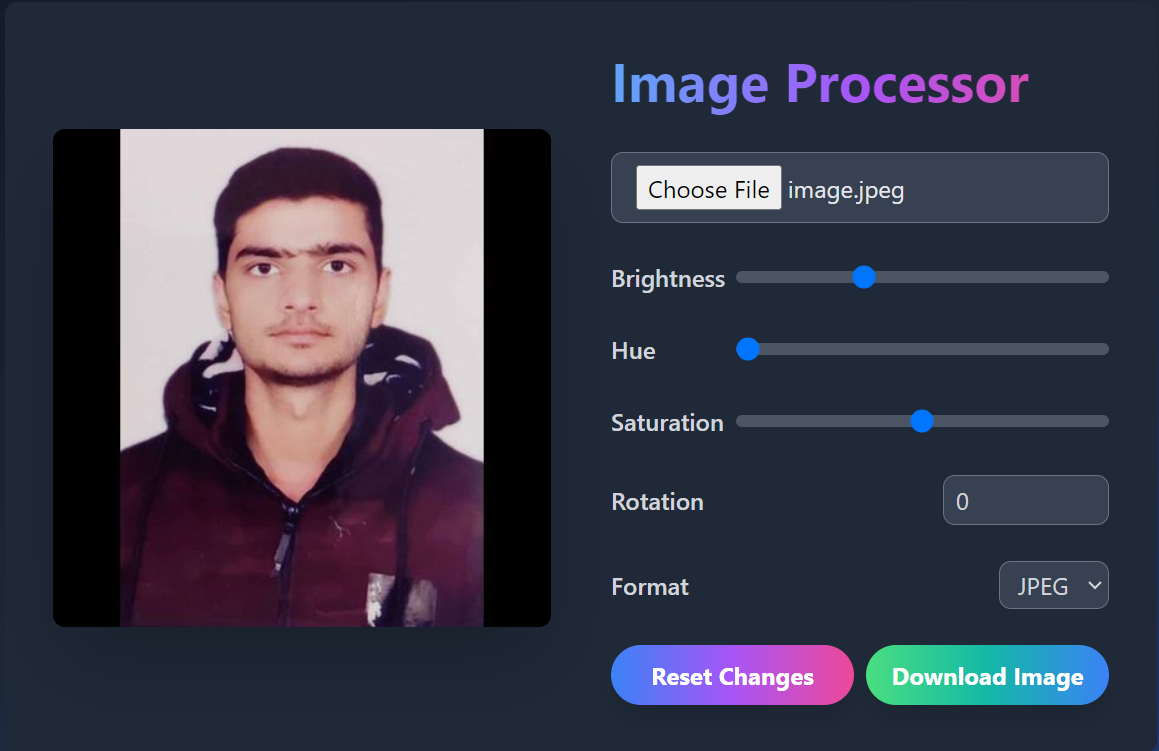 Image Processor
Choose File image.jpeg
Brightness
Hue
Saturation
Rotation 0
Format JPEG
Reset Changes Download Image